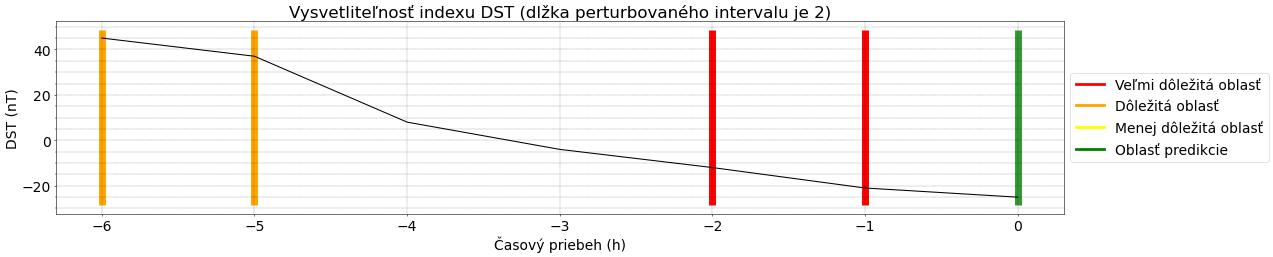 Vysvetliteľnosť indexu DST (dĺžka perturbovaného intervalu je 2)
DST (nT)
40
20
0
−20
−6
−5
−4
−3
−2
−1
0
Časový priebeh (h)
Veľmi dôležitá oblasť
Dôležitá oblasť
Menej dôležitá oblasť
Oblasť predikcie